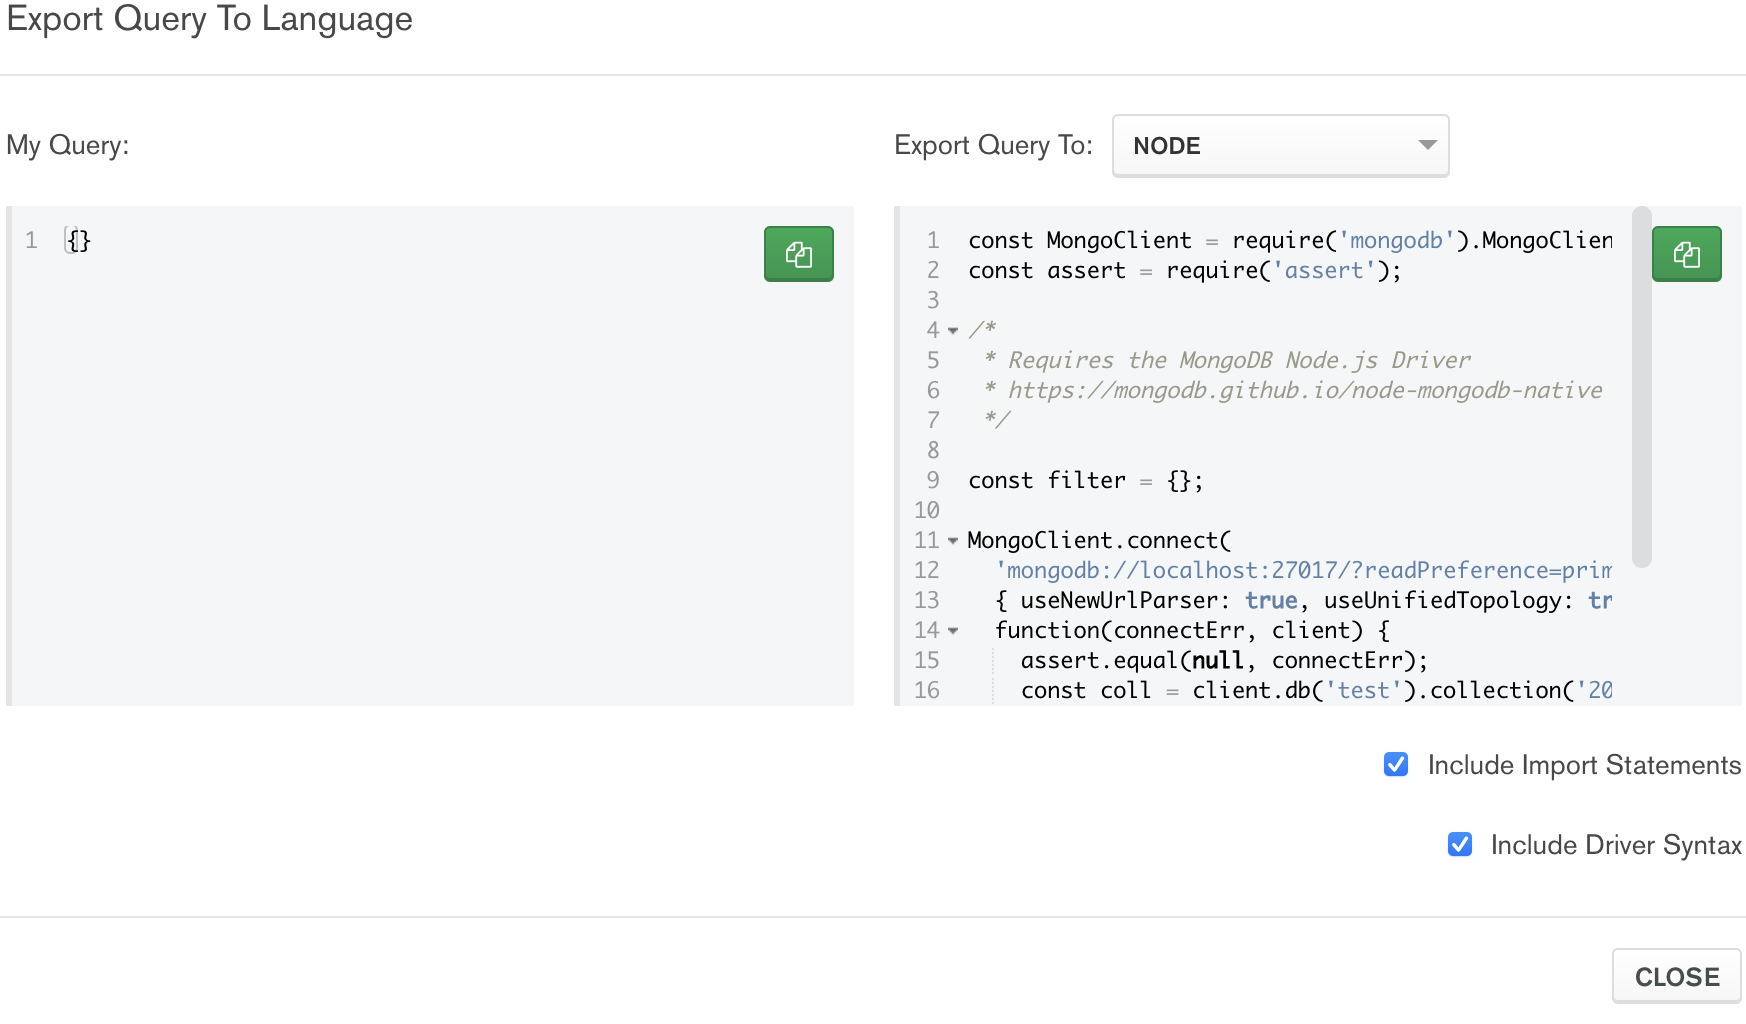 Export Query To Language
My Query:
Export Query To:
NODE
1 {}
1 const MongoClient = require('mongodb').MongoClien
2 const assert = require('assert');
3
4 /*
5 * Requires the MongoDB Node.js Driver
6 * https://mongodb.github.io/node-mongodb-native
7 */
8
9 const filter = {};
10
11 MongoClient.connect(
12 'mongodb://localhost:27017/?readPreference=prim
13 { useNewUrlParser: true, useUnifiedTopology: tr
14 function(connectErr, client) {
15 assert.equal(null, connectErr);
16 const coll = client.db('test').collection('20
Include Import Statements
Include Driver Syntax
CLOSE